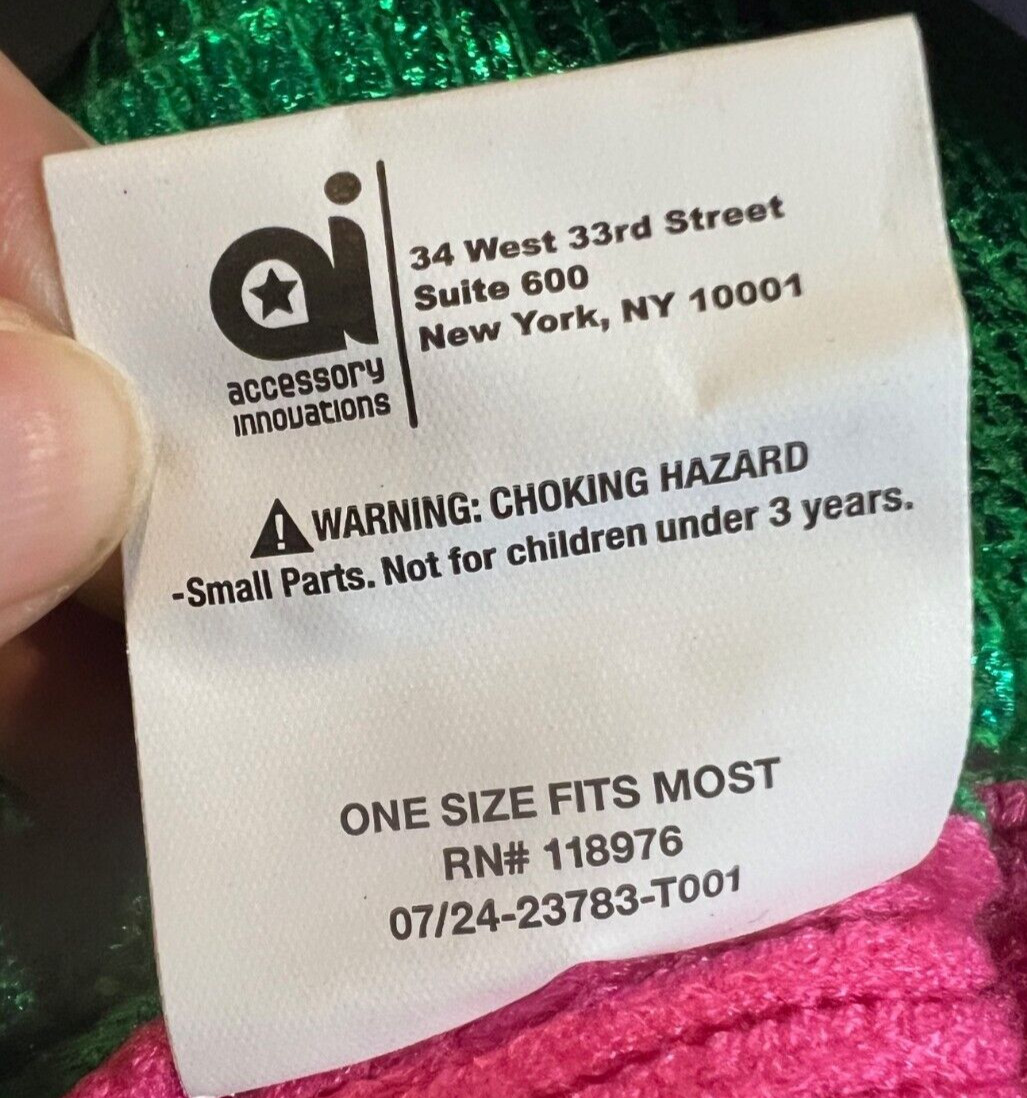 ai
accessory
innovations
34 West 33rd Street
Suite 600
New York, NY 10001
WARNING: CHOKING HAZARD
-Small Parts. Not for children under 3 years.
ONE SIZE FITS MOST
RN# 118976
07/24-23783-T001